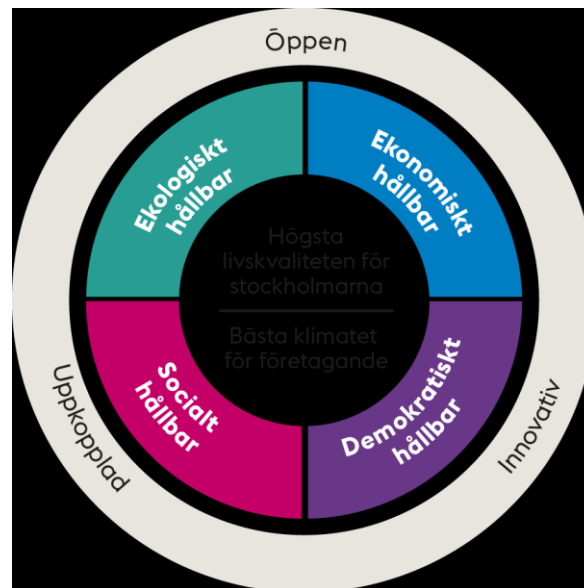 Öppen
Ekologiskt
hållbar
Ekonomiskt
hållbar
Högsta
livskvaliteten för
stockholmarna
Bästa klimatet
för företagande
Socialt
hållbar
Demokratiskt
hållbar
Uppkopplad
Innovativ